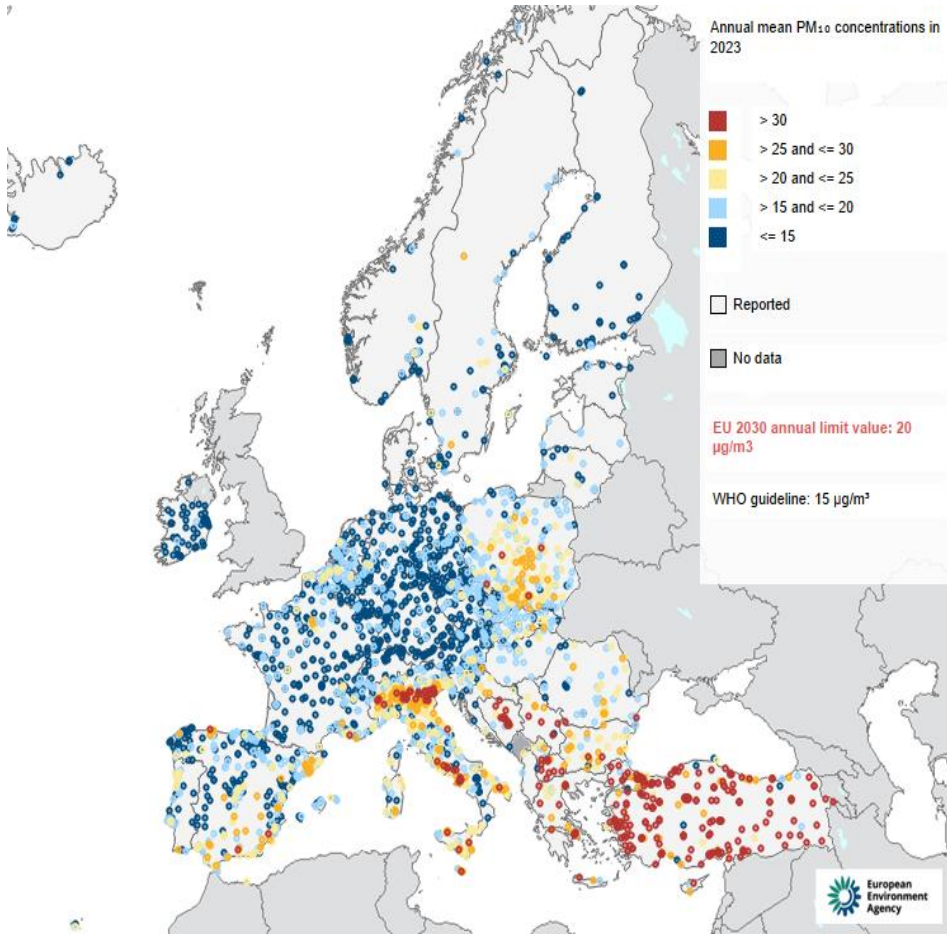 Annual mean PM₁₀ concentrations in
2023
> 30
> 25 and <= 30
> 20 and <= 25
> 15 and <= 20
<= 15
Reported
No data
EU 2030 annual limit value: 20
µg/m3
WHO guideline: 15 µg/m³
European
Environment
Agency